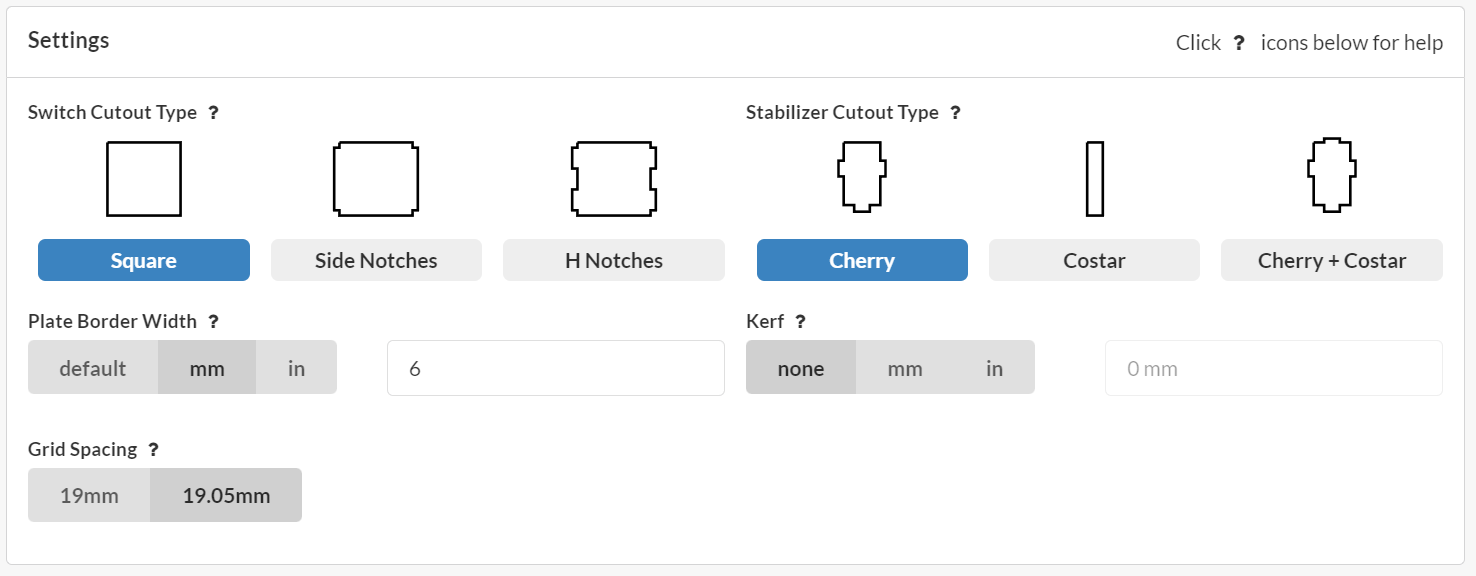 Settings
Click ? icons below for help
Switch Cutout Type ?
Stabilizer Cutout Type ?
Square
Side Notches
H Notches
Cherry
Costar
Cherry + Costar
Plate Border Width ?
Kerf ?
default mm in
6
none mm in
0 mm
Grid Spacing ?
19mm 19.05mm